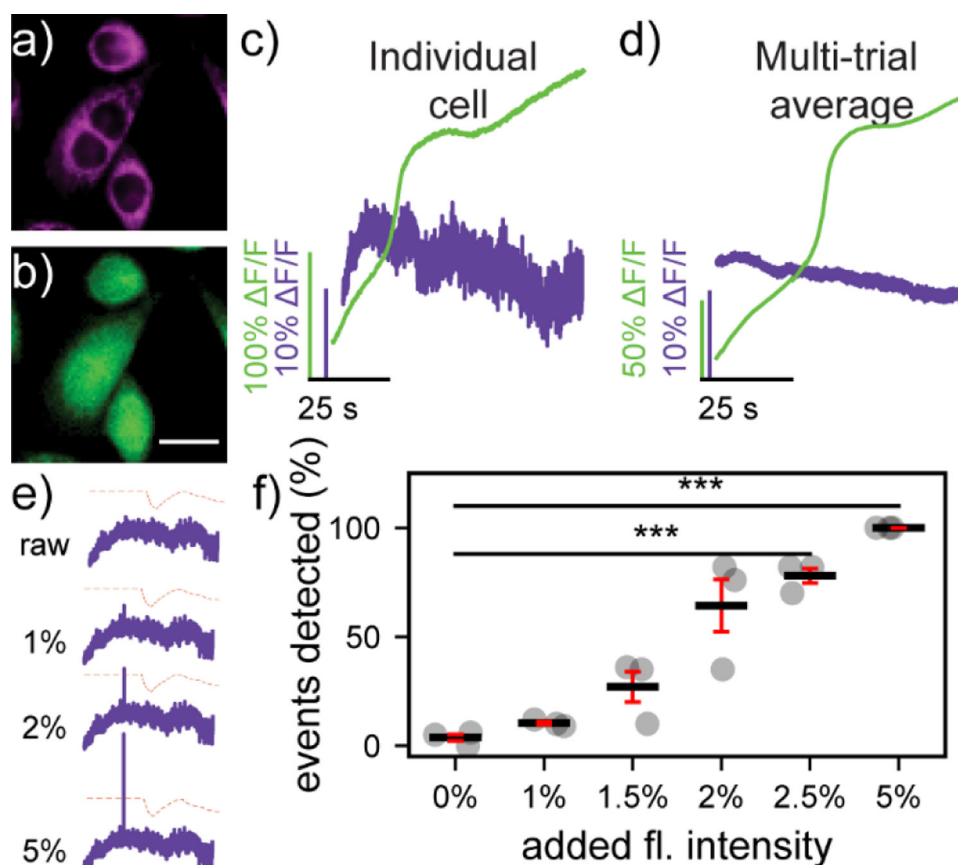 a)
b)
c)
Individual
cell
100% ΔF/F
10% ΔF/F
25 s
d)
Multi-trial
average
50% ΔF/F
10% ΔF/F
25 s
e)
raw
1%
2%
5%
f)
events detected (%)
100
50
0
***
***
0%
1%
1.5%
2%
2.5%
5%
added fl. intensity